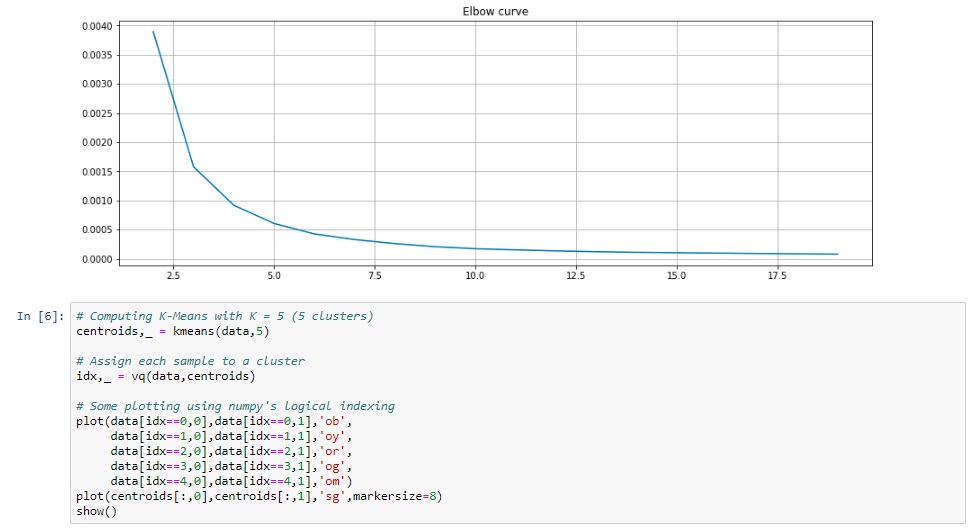 Elbow curve
0.0040
0.0035
0.0030
0.0025
0.0020
0.0015
0.0010
0.0005
0.0000
2.5 5.0 7.5 10.0 12.5 15.0 17.5
In [6]: # Computing K-Means with K = 5 (5 clusters)
centroids,_ = kmeans(data,5)
# Assign each sample to a cluster
idx,_ = vq(data,centroids)
# Some plotting using numpy's logical indexing
plot(data[idx==0,0],data[idx==0,1],'ob',
     data[idx==1,0],data[idx==1,1],'oy',
     data[idx==2,0],data[idx==2,1],'or',
     data[idx==3,0],data[idx==3,1],'og',
     data[idx==4,0],data[idx==4,1],'om')
plot(centroids[:,0],centroids[:,1],'sg',markersize=8)
show()